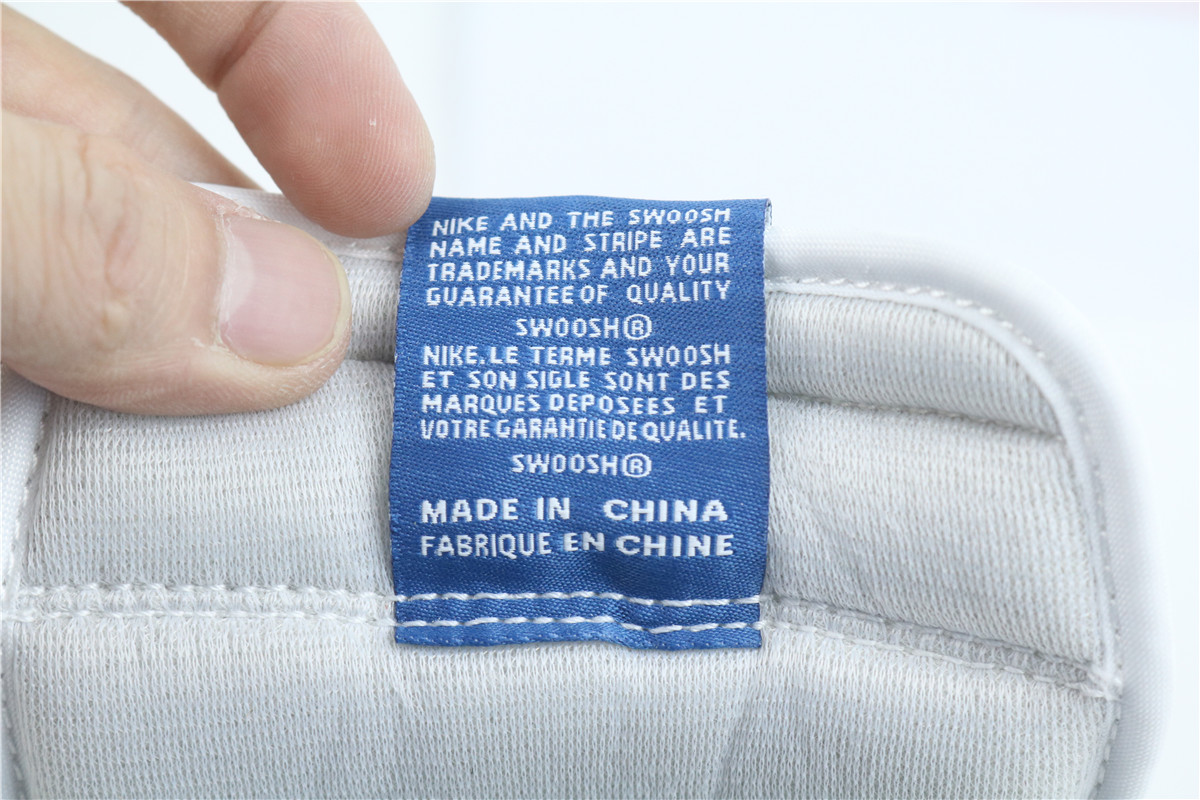 NIKE AND THE SWOOSH
NAME AND STRIPE ARE
TRADEMARKS AND YOUR
GUARANTEE OF QUALITY
SWOOSH®
NIKE. LE TERME SWOOSH
ET SON SIGLE SONT DES
MARQUES DEPOSEES ET
VOTRE GARANTIE DE QUALITE.
SWOOSH®
MADE IN CHINA
FABRIQUE EN CHINE